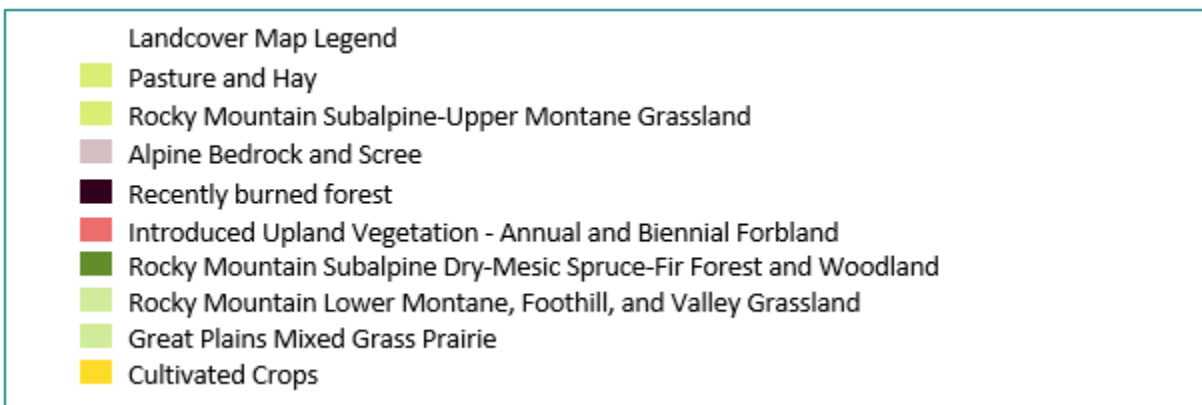 Landcover Map Legend
Pasture and Hay
Rocky Mountain Subalpine-Upper Montane Grassland
Alpine Bedrock and Scree
Recently burned forest
Introduced Upland Vegetation - Annual and Biennial Forbland
Rocky Mountain Subalpine Dry-Mesic Spruce-Fir Forest and Woodland
Rocky Mountain Lower Montane, Foothill, and Valley Grassland
Great Plains Mixed Grass Prairie
Cultivated Crops